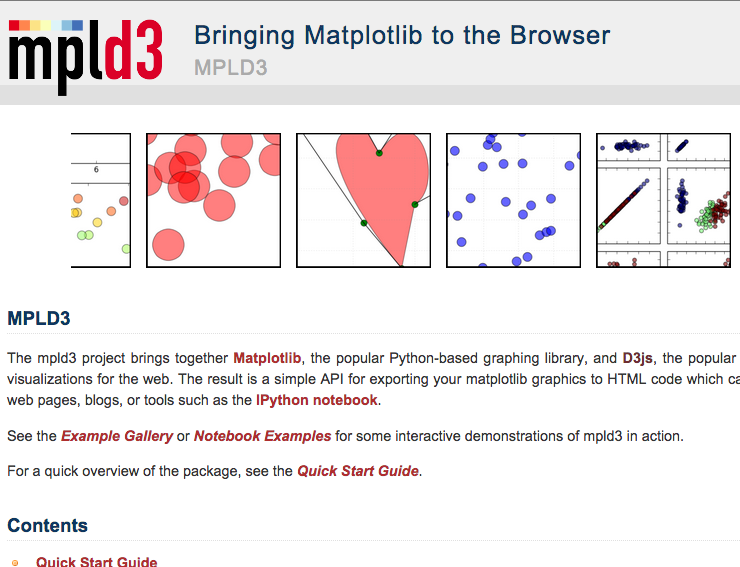 mpld3
Bringing Matplotlib to the Browser
MPLD3
6
MPLD3
The mpld3 project brings together Matplotlib, the popular Python-based graphing library, and D3js, the popular
visualizations for the web. The result is a simple API for exporting your matplotlib graphics to HTML code which ca
web pages, blogs, or tools such as the IPython notebook.
See the Example Gallery or Notebook Examples for some interactive demonstrations of mpld3 in action.
For a quick overview of the package, see the Quick Start Guide.
Contents
Quick Start Guide